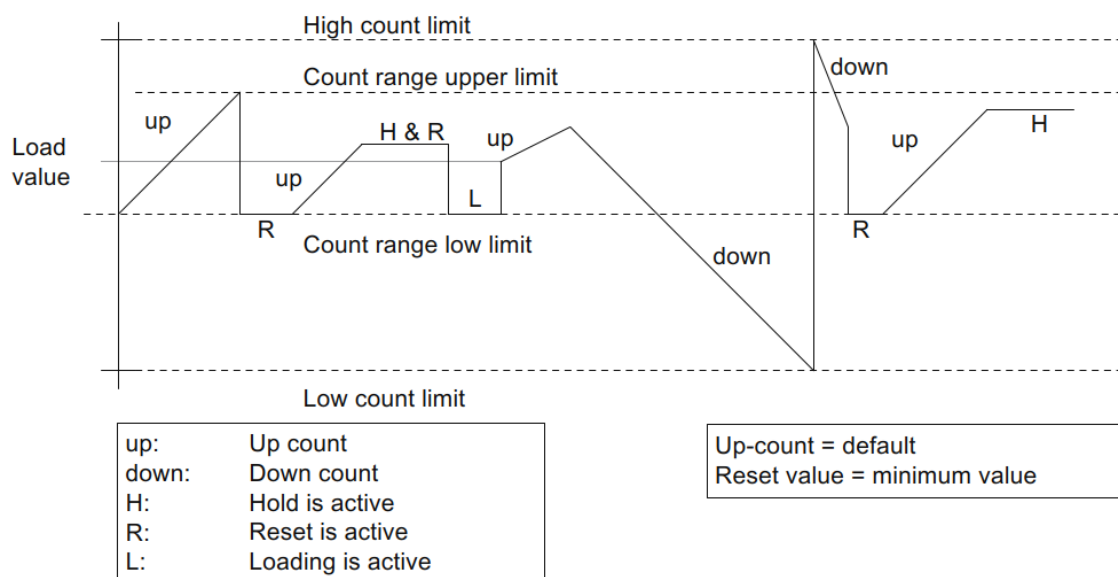 High count limit
Count range upper limit
down
up
H & R
up
up
H
Load
value
up
L
R
R
Count range low limit
down
Low count limit
up: Up count
down: Down count
H: Hold is active
R: Reset is active
L: Loading is active
Up-count = default
Reset value = minimum value